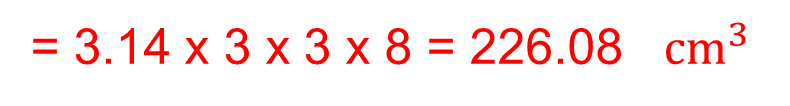 = 3.14 x 3 x 3 x 8 = 226.08 cm³